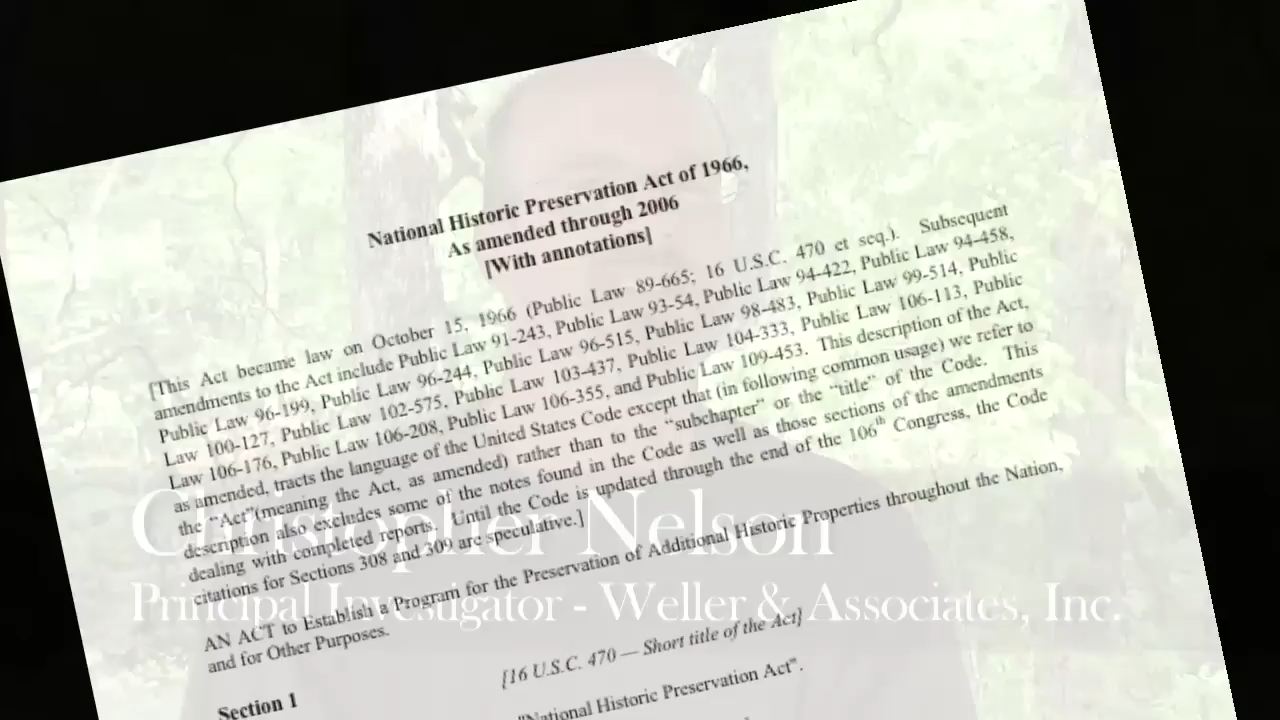 National Historic Preservation Act of 1966,
As amended through 2006
[With annotations]
[This Act became law on October 15, 1966 (Public Law 89-665; 16 U.S.C. 470 et seq.). Subsequent
amendments to the Act include Public Law 91-243, Public Law 93-54, Public Law 94-422, Public Law 94-458,
Public Law 96-199, Public Law 96-244, Public Law 96-515, Public Law 98-483, Public Law 99-514, Public
Law 100-127, Public Law 102-575, Public Law 103-437, Public Law 104-333, Public Law 106-113, Public
Law 106-176, Public Law 106-208, Public Law 106-355, and Public Law 109-453. This description of the Act,
as amended, tracts the language of the United States Code except that (in following common usage) we refer to
the "Act"(meaning the Act, as amended) rather than to the "subchapter" or the "title" of the Code. This
description also excludes some of the notes found in the Code as well as those sections of the amendments
dealing with completed reports. Until the Code is updated through the end of the 106th Congress, the Code
citations for Sections 308 and 309 are speculative.]
AN ACT to Establish a Program for the Preservation of Additional Historic Properties throughout the Nation,
and for Other Purposes.
[16 U.S.C. 470 — Short title of the Act]
Section 1
"National Historic Preservation Act".
Christopher Nelson
Principal Investigator - Weller & Associates, Inc.